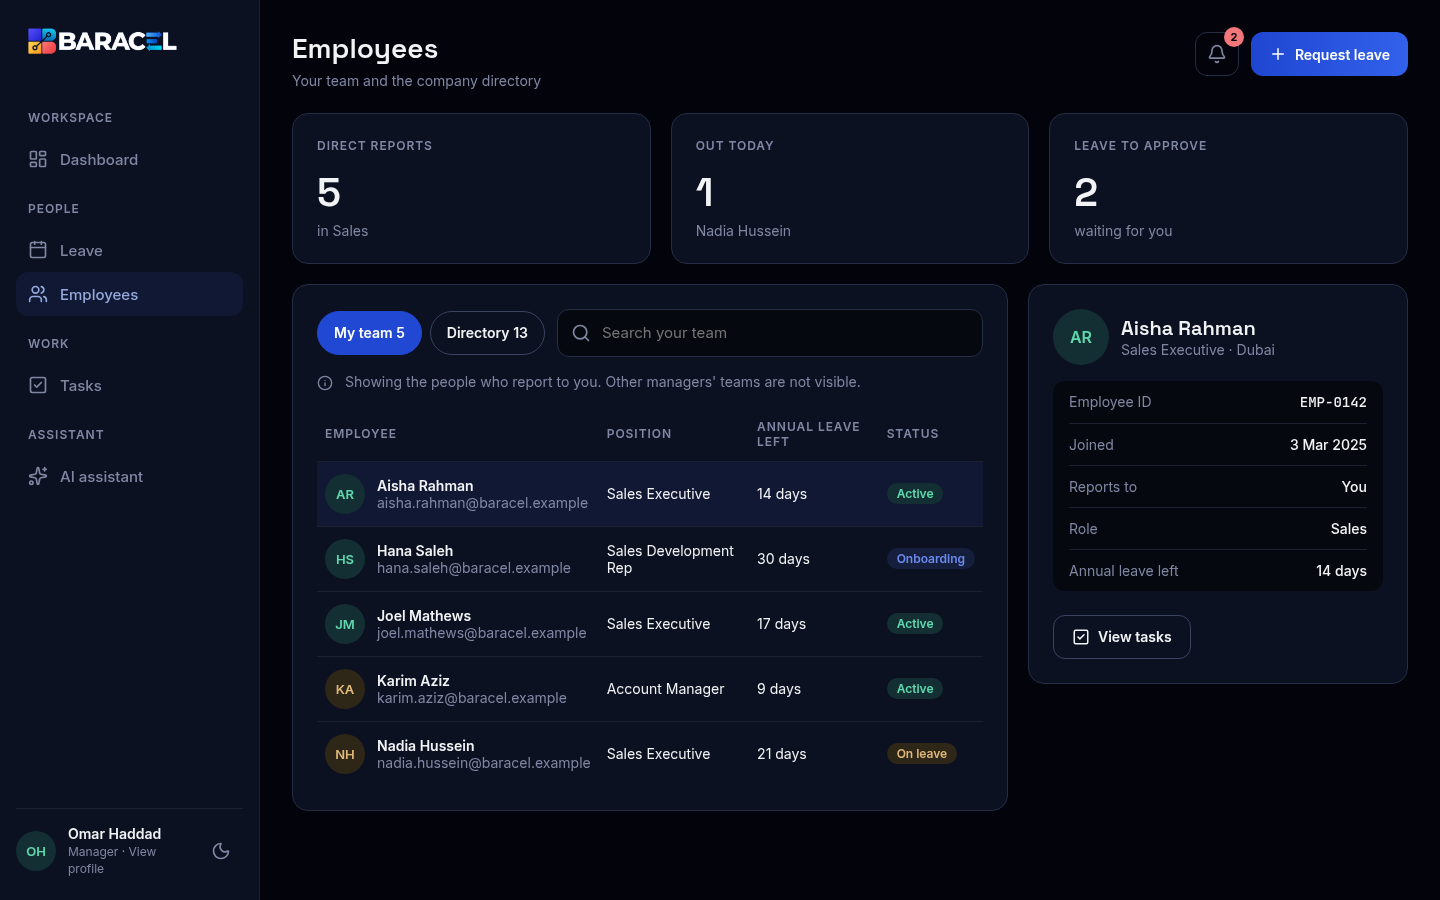 BARACEL
WORKSPACE
Dashboard
PEOPLE
Leave
Employees
WORK
Tasks
ASSISTANT
AI assistant
OH
Omar Haddad
Manager · View
profile
Employees
Your team and the company directory
2
Request leave
DIRECT REPORTS
5
in Sales
OUT TODAY
1
Nadia Hussein
LEAVE TO APPROVE
2
waiting for you
My team 5
Directory 13
Search your team
Showing the people who report to you. Other managers' teams are not visible.
EMPLOYEE
POSITION
ANNUAL LEAVE
LEFT
STATUS
AR
Aisha Rahman
aisha.rahman@baracel.example
Sales Executive
14 days
Active
HS
Hana Saleh
hana.saleh@baracel.example
Sales Development
Rep
30 days
Onboarding
JM
Joel Mathews
joel.mathews@baracel.example
Sales Executive
17 days
Active
KA
Karim Aziz
karim.aziz@baracel.example
Account Manager
9 days
Active
NH
Nadia Hussein
nadia.hussein@baracel.example
Sales Executive
21 days
On leave
AR
Aisha Rahman
Sales Executive · Dubai
Employee ID
EMP-0142
Joined
3 Mar 2025
Reports to
You
Role
Sales
Annual leave left
14 days
View tasks